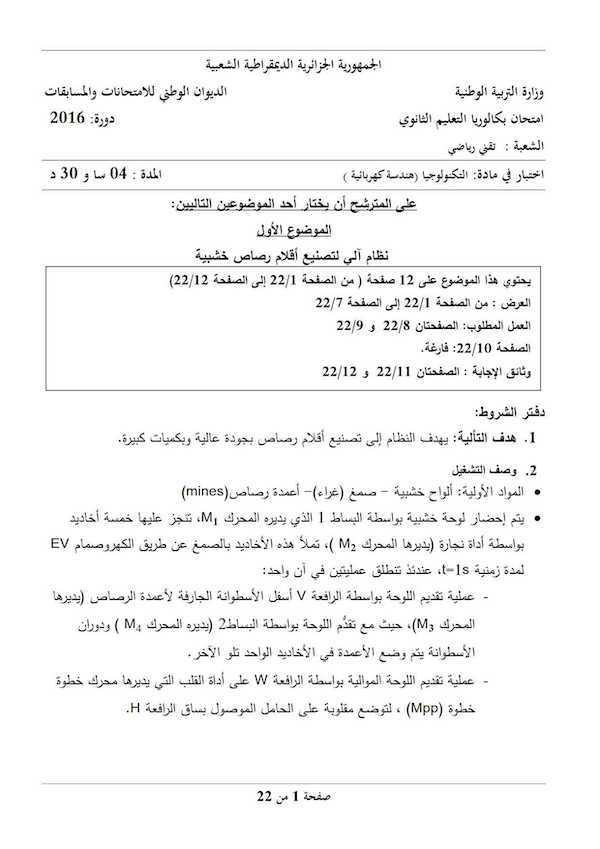 الجمهورية الجزائرية الديمقراطية الشعبية
وزارة التربية الوطنية الديوان الوطني للامتحانات والمسابقات
امتحان بكالوريا التعليم الثانوي دورة: 2016
الشعبة : تقني رياضي
اختبار في مادة: التكنولوجيا (هندسة كهربائية ) المدة : 04 سا و 30 د
على المترشح أن يختار أحد الموضوعين التاليين:
الموضوع الأول
نظام آلي لتصنيع أقلام رصاص خشبية
يحتوي هذا الموضوع على 12 صفحة ( من الصفحة 22/1 إلى الصفحة 22/12)
العرض : من الصفحة 22/1 إلى الصفحة 22/7
العمل المطلوب: الصفحتان 22/8 و 22/9
الصفحة 22/10: فارغة.
وثائق الإجابة : الصفحتان 22/11 و 22/12
دفتر الشروط:
1. هدف التألية: يهدف النظام إلى تصنيع أقلام رصاص بجودة عالية وبكميات كبيرة.
2. وصف التشغيل
• المواد الأولية: ألواح خشبية – صمغ (غراء)– أعمدة رصاص(mines)
• يتم إحضار لوحة خشبية بواسطة البساط 1 الذي يديره المحرك M1، تنجز عليها خمسة أخاديد
بواسطة أداة نجارة (يديرها المحرك M2 )، تملأ هذه الأخاديد بالصمغ عن طريق الكهروصمام EV
لمدة زمنية t=1s، عندئذ تنطلق عمليتين في آن واحد:
- عملية تقديم اللوحة بواسطة الرافعة V أسفل الأسطوانة الجارفة لأعمدة الرصاص (يديرها
المحرك M3)، حيث مع تقدُّم اللوحة بواسطة البساط2 (يديره المحرك M4 ) ودوران
الأسطوانة يتم وضع الأعمدة في الأخاديد الواحد تلو الآخر.
- عملية تقديم اللوحة الموالية بواسطة الرافعة W على أداة القلب التي يديرها محرك خطوة
خطوة (Mpp) ، لتوضع مقلوبة على الحامل الموصول بساق الرافعة H.
صفحة 1 من 22